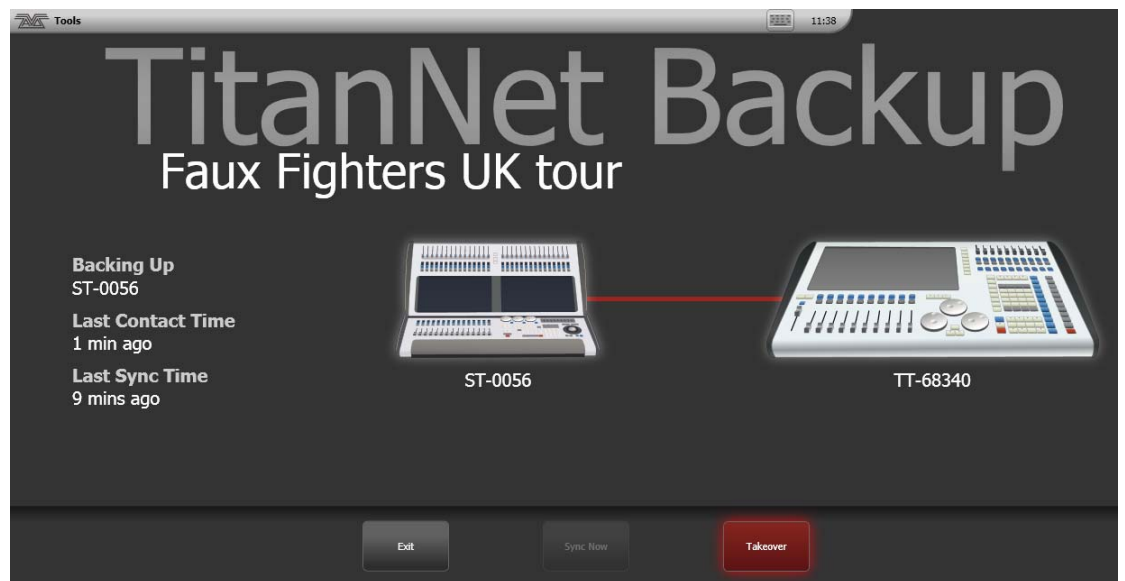 Tools
11:38
TitanNet Backup
Faux Fighters UK tour
Backing Up
ST-0056
Last Contact Time
1 min ago
Last Sync Time
9 mins ago
ST-0056
TT-68340
Exit
Sync Now
Takeover